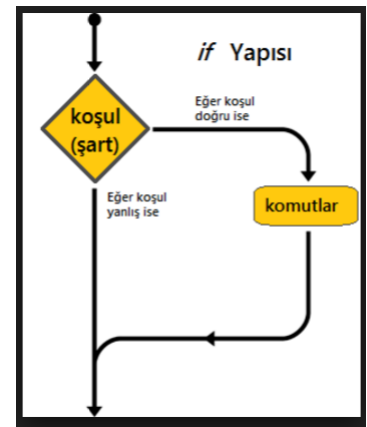 if Yapısı
koşul
(şart)
Eğer koşul
doğru ise
Eğer koşul
yanlış ise
komutlar